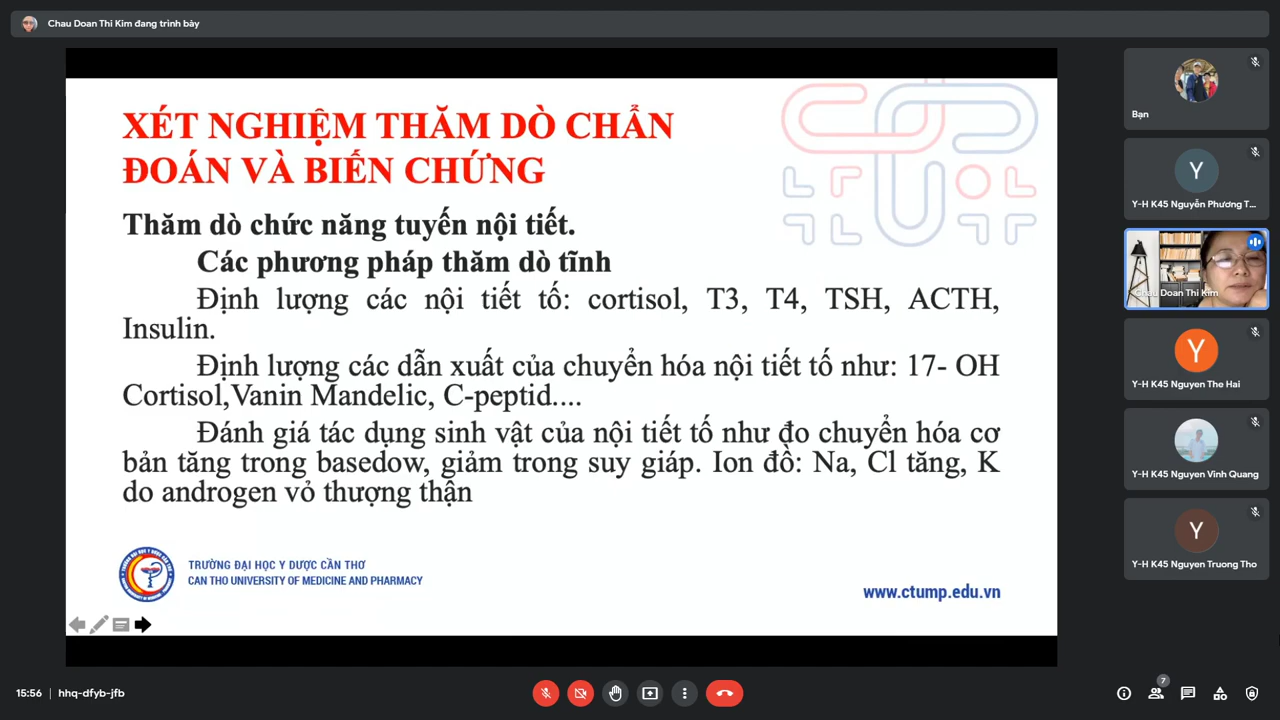 Chau Doan Thi Kim đang trình bày
XÉT NGHIỆM THĂM DÒ CHẨN
ĐOÁN VÀ BIẾN CHỨNG
Thăm dò chức năng tuyến nội tiết.
Các phương pháp thăm dò tĩnh
Định lượng các nội tiết tố: cortisol, T3, T4, TSH, ACTH,
Insulin.
Định lượng các dẫn xuất của chuyển hóa nội tiết tố như: 17- OH
Cortisol,Vanin Mandelic, C-peptid....
Đánh giá tác dụng sinh vật của nội tiết tố như đo chuyển hóa cơ
bản tăng trong basedow, giảm trong suy giáp. Ion đồ: Na, Cl tăng, K
do androgen vỏ thượng thận
TRƯỜNG ĐẠI HỌC Y DƯỢC CẦN THƠ
CAN THO UNIVERSITY OF MEDICINE AND PHARMACY
www.ctump.edu.vn
Bạn
Y
Y-H K45 Nguyễn Phương T...
Chau Doan Thi Kim
Y
Y-H K45 Nguyen The Hai
Y-H K45 Nguyen Vinh Quang
Y
Y-H K45 Nguyen Truong Tho
15:56 | hhq-dfyb-jfb
7